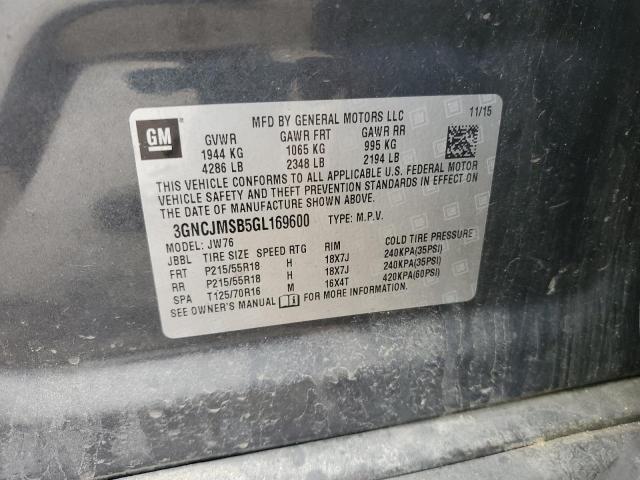 GM
MFD BY GENERAL MOTORS LLC
11/15
GVWR GAWR FRT GAWR RR
1944 KG 1065 KG 995 KG
4286 LB 2348 LB 2194 LB
THIS VEHICLE CONFORMS TO ALL APPLICABLE U.S. FEDERAL MOTOR
VEHICLE SAFETY AND THEFT PREVENTION STANDARDS IN EFFECT ON
THE DATE OF MANUFACTURE SHOWN ABOVE.
3GNCJMSB5GL169600 TYPE: M.P.V.
MODEL: JW76
JBBL TIRE SIZE SPEED RTG RIM COLD TIRE PRESSURE
FRT P215/55R18 H 18X7J 240KPA(35PSI)
RR P215/55R18 H 18X7J 240KPA(35PSI)
SPA T125/70R16 M 16X4T 420KPA(60PSI)
SEE OWNER'S MANUAL FOR MORE INFORMATION.